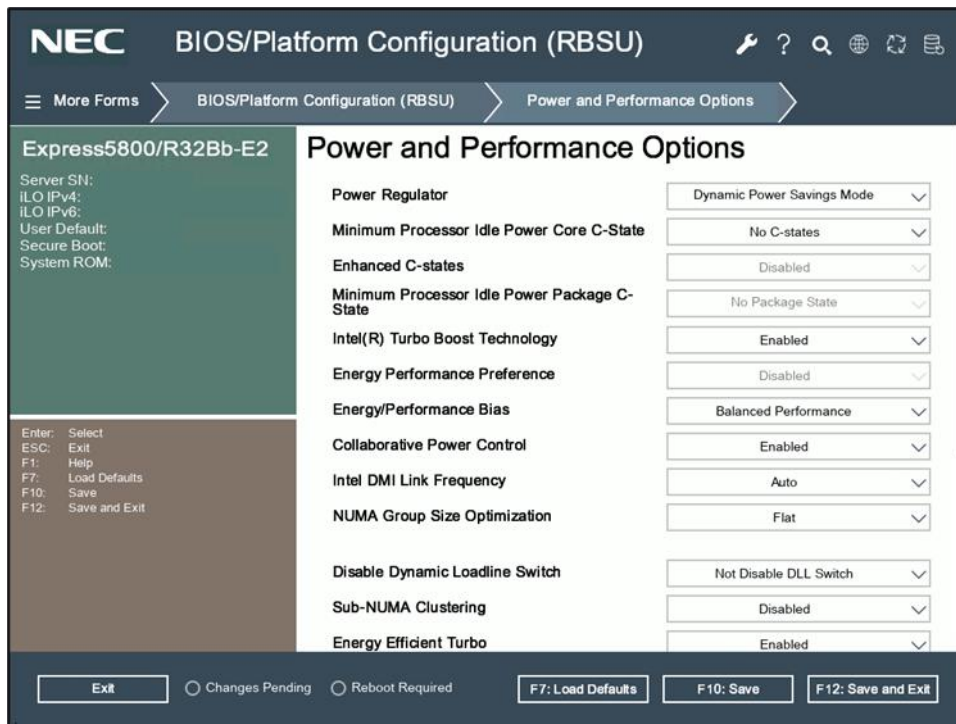 NEC BIOS/Platform Configuration (RBSU)
More Forms BIOS/Platform Configuration (RBSU) Power and Performance Options
Express5800/R32Bb-E2
Server SN:
iLO IPv4:
iLO IPv6:
User Default:
Secure Boot:
System ROM:
Enter: Select
ESC: Exit
F1: Help
F7: Load Defaults
F10: Save
F12: Save and Exit
Power and Performance Options
Power Regulator Dynamic Power Savings Mode
Minimum Processor Idle Power Core C-State No C-states
Enhanced C-states Disabled
Minimum Processor Idle Power Package C-
State No Package State
Intel(R) Turbo Boost Technology Enabled
Energy Performance Preference Disabled
Energy/Performance Bias Balanced Performance
Collaborative Power Control Enabled
Intel DMI Link Frequency Auto
NUMA Group Size Optimization Flat
Disable Dynamic Loadline Switch Not Disable DLL Switch
Sub-NUMA Clustering Disabled
Energy Efficient Turbo Enabled
Exit Changes Pending Reboot Required F7: Load Defaults F10: Save F12: Save and Exit